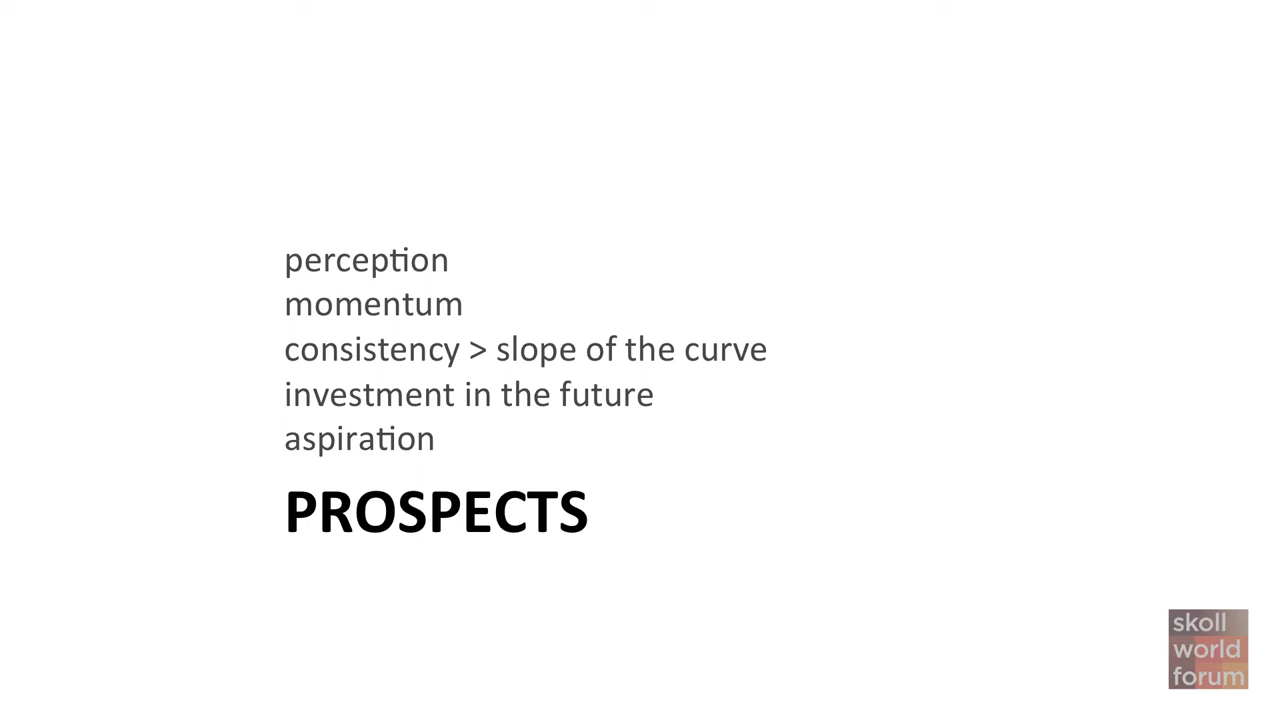 perception
momentum
consistency > slope of the curve
investment in the future
aspiration
PROSPECTS
skoll
world
forum